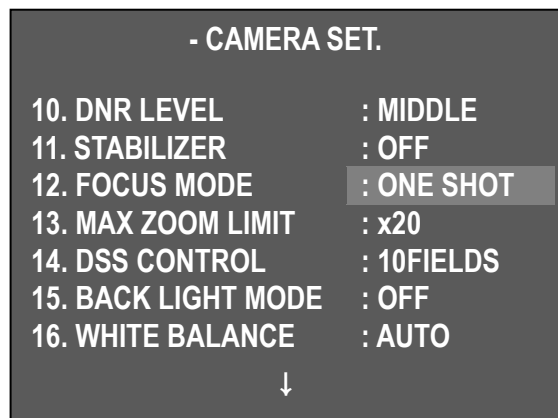 - CAMERA SET.
10. DNR LEVEL : MIDDLE
11. STABILIZER : OFF
12. FOCUS MODE : ONE SHOT
13. MAX ZOOM LIMIT : x20
14. DSS CONTROL : 10FIELDS
15. BACK LIGHT MODE : OFF
16. WHITE BALANCE : AUTO
↓